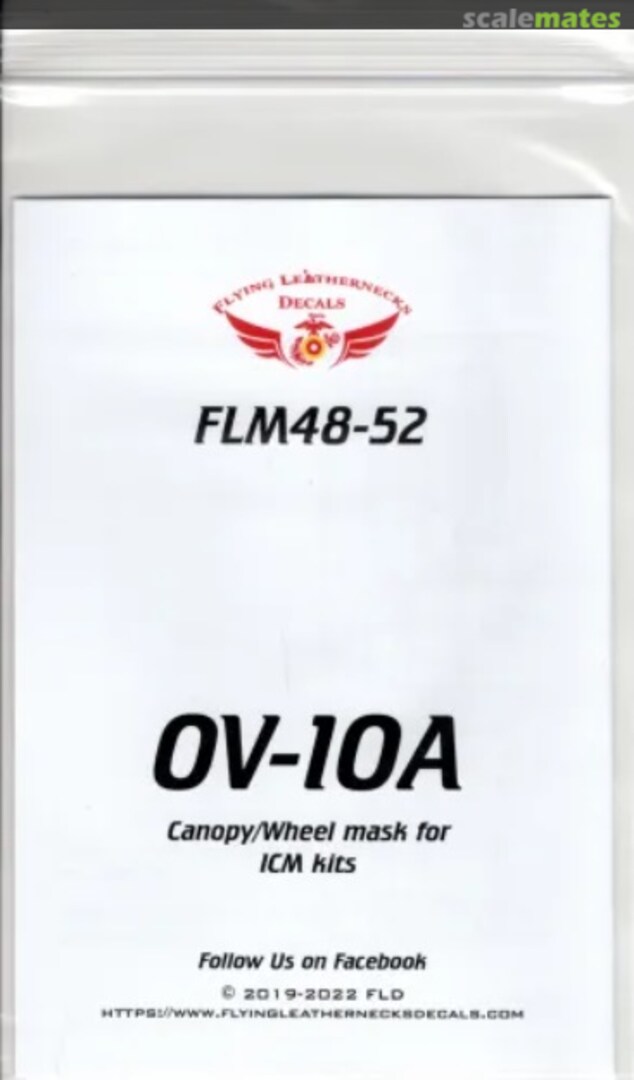 scalemates
FLYING LEATHERNECKS
DECALS
FLM48-52
OV-10A
Canopy/Wheel mask for
ICM kits
Follow Us on Facebook
© 2019-2022 FLD
HTTPS://WWW.FLYINGLEATHERNECKSDECALS.COM